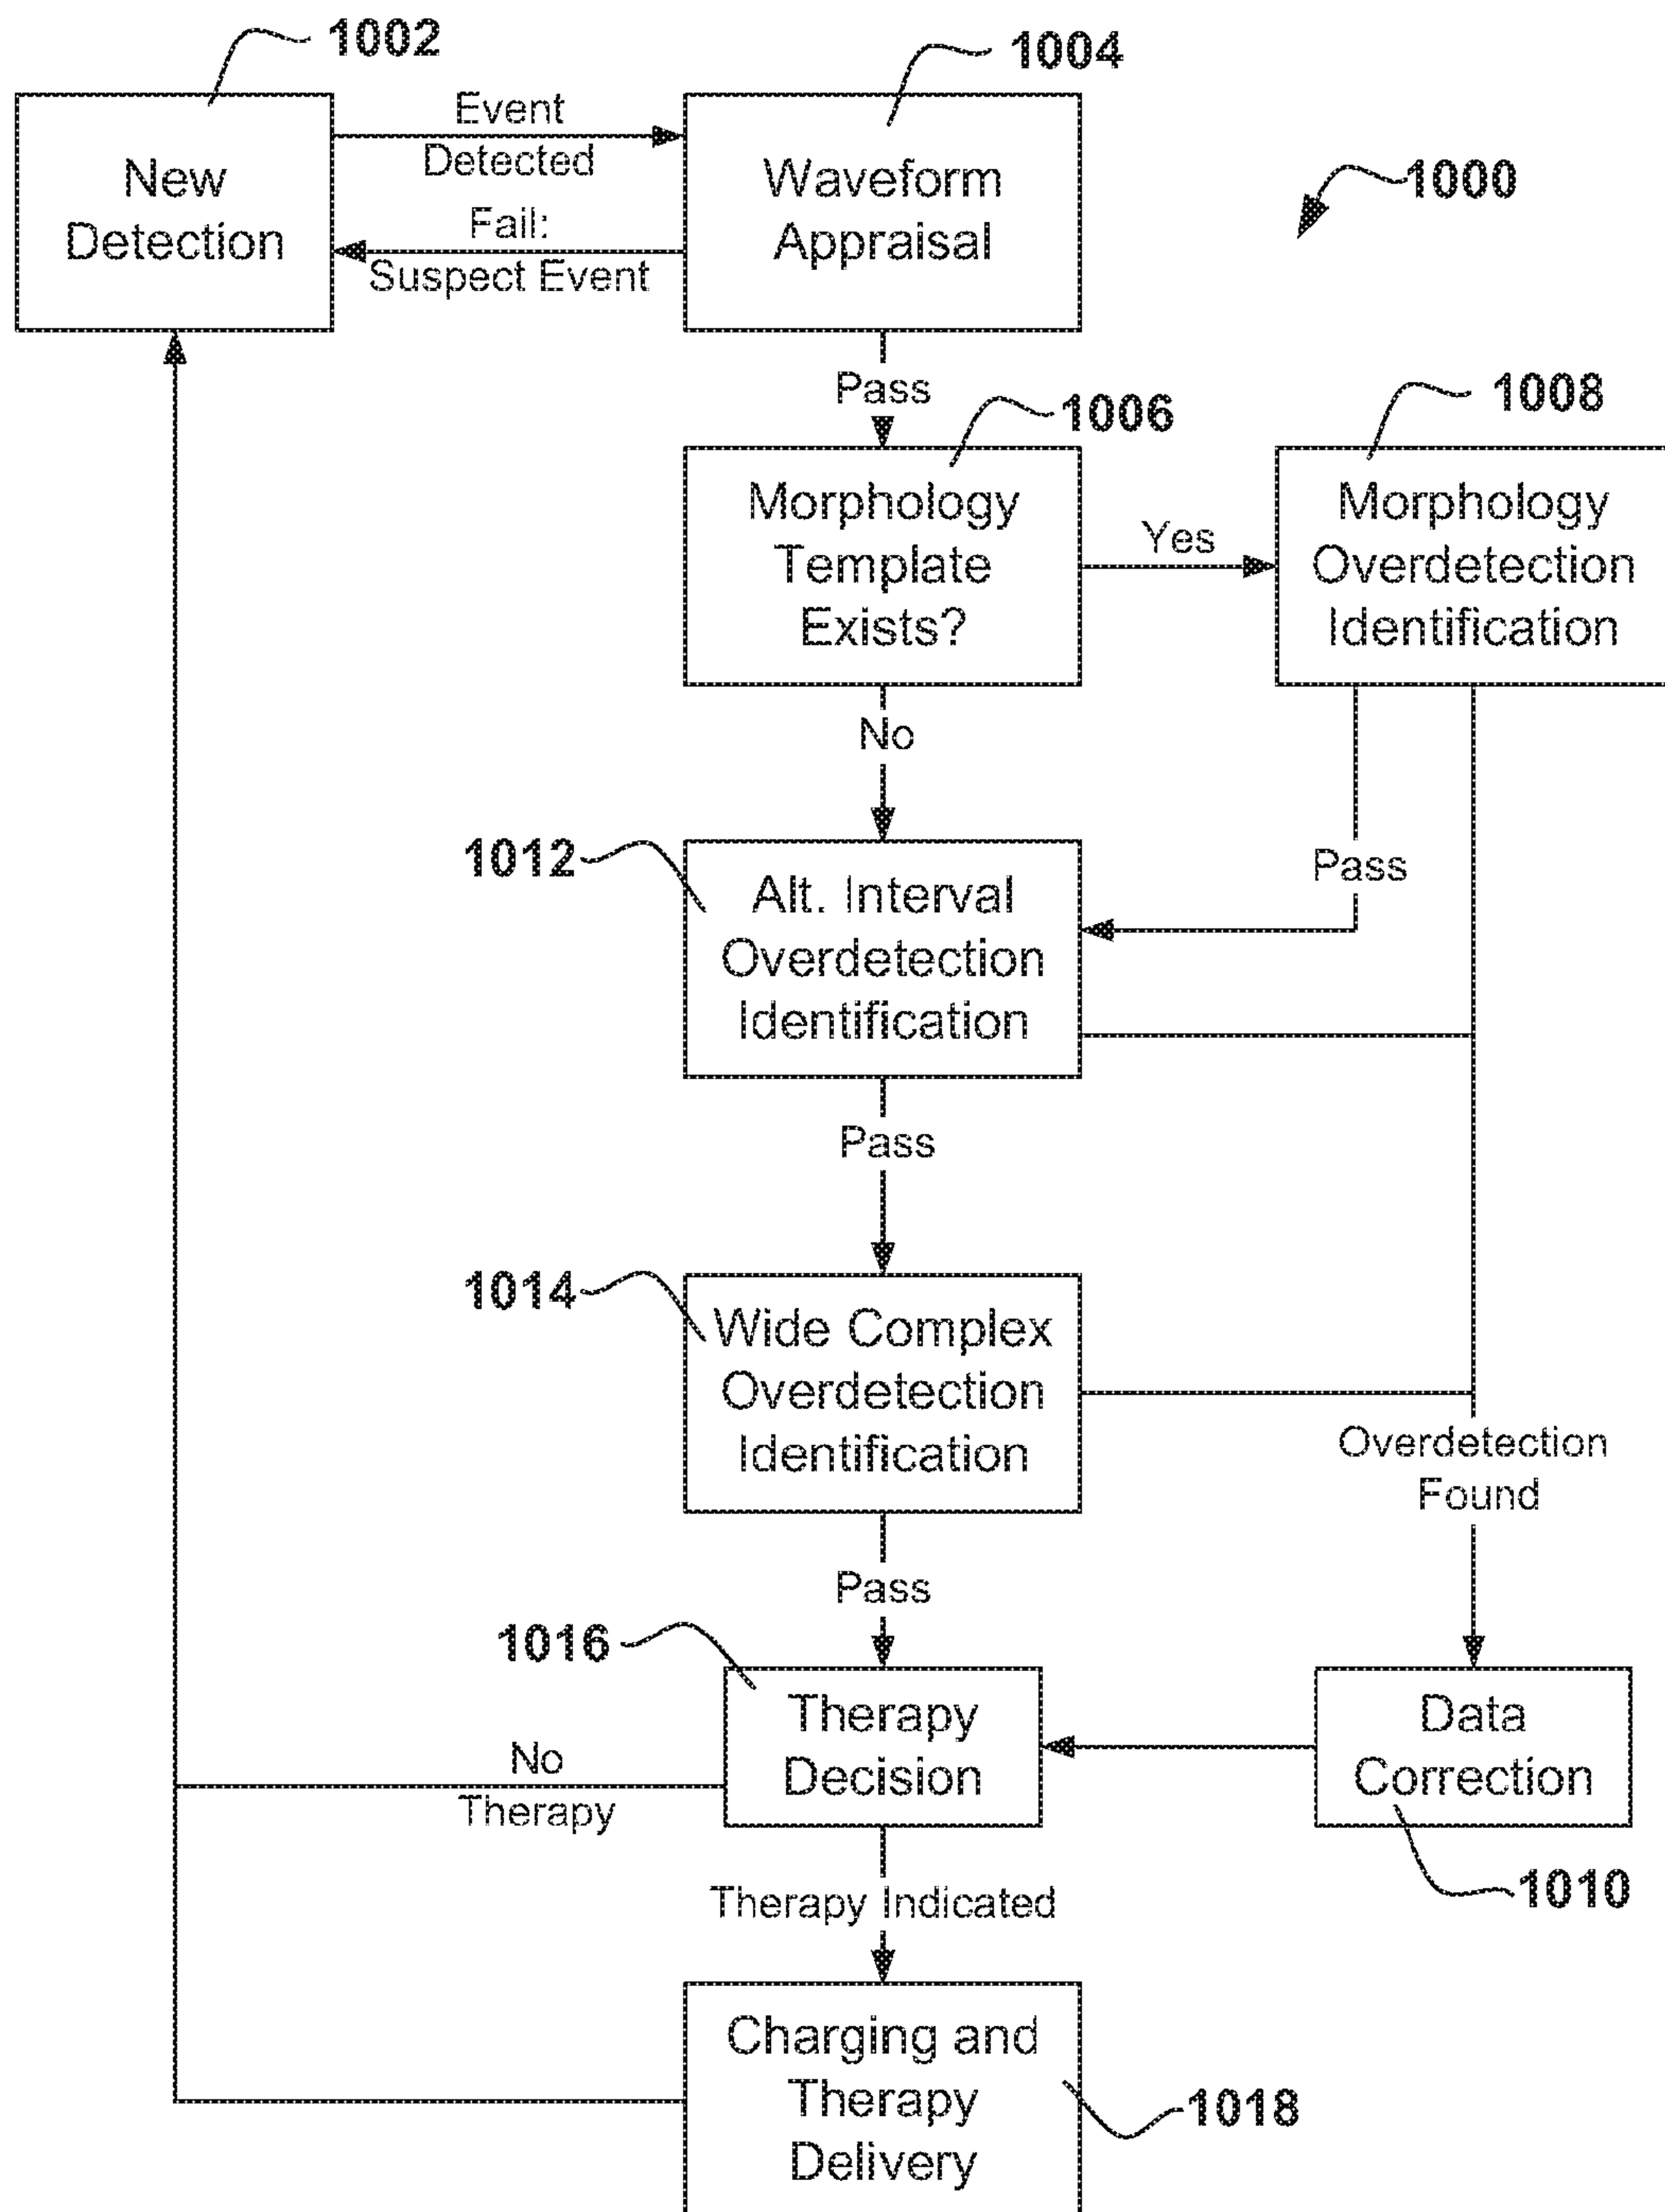 1002
1004
New
Detection
Event
Detected
Fail:
Suspect Event
Waveform
Appraisal
1000
Pass
1006
1008
Morphology
Template
Exists?
Yes
Morphology
Overdetection
Identification
No
Pass
1012
Alt. Interval
Overdetection
Identification
Pass
1014
Wide Complex
Overdetection
Identification
Overdetection
Found
Pass
1016
Therapy
Decision
Data
Correction
No
Therapy
1010
Therapy Indicated
Charging and
Therapy
Delivery
1018